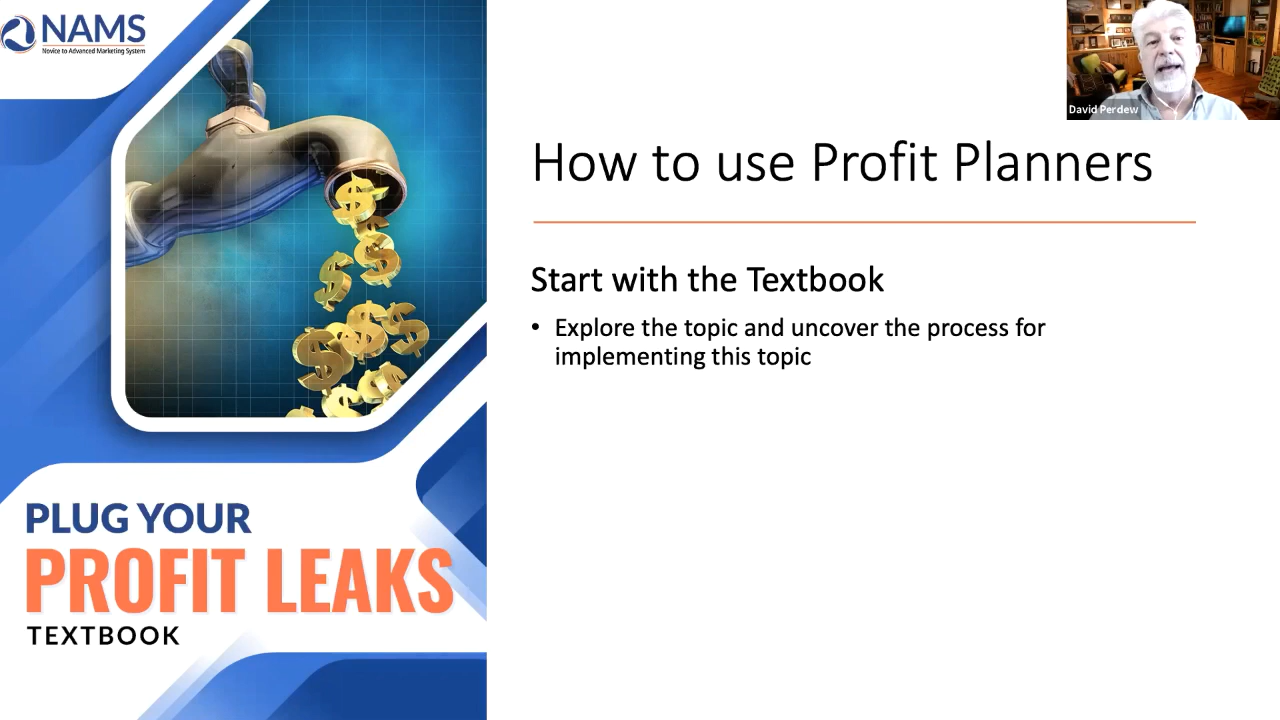 NAMS
Novice to Advanced Marketing System
David Perdew
How to use Profit Planners
Start with the Textbook
• Explore the topic and uncover the process for
implementing this topic
PLUG YOUR
PROFIT LEAKS
TEXTBOOK